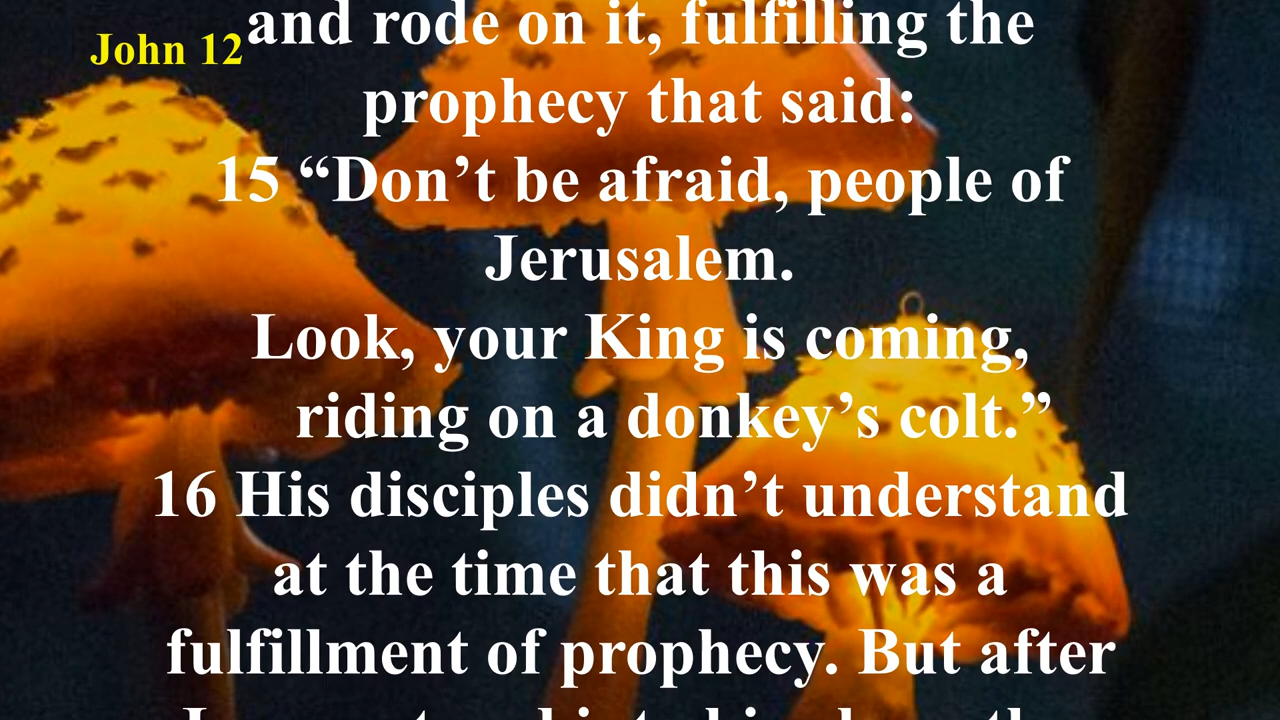 John 12
and rode on it, fulfilling the
prophecy that said:
15 “Don’t be afraid, people of
Jerusalem.
Look, your King is coming,
riding on a donkey’s colt.”
16 His disciples didn’t understand
at the time that this was a
fulfillment of prophecy. But after